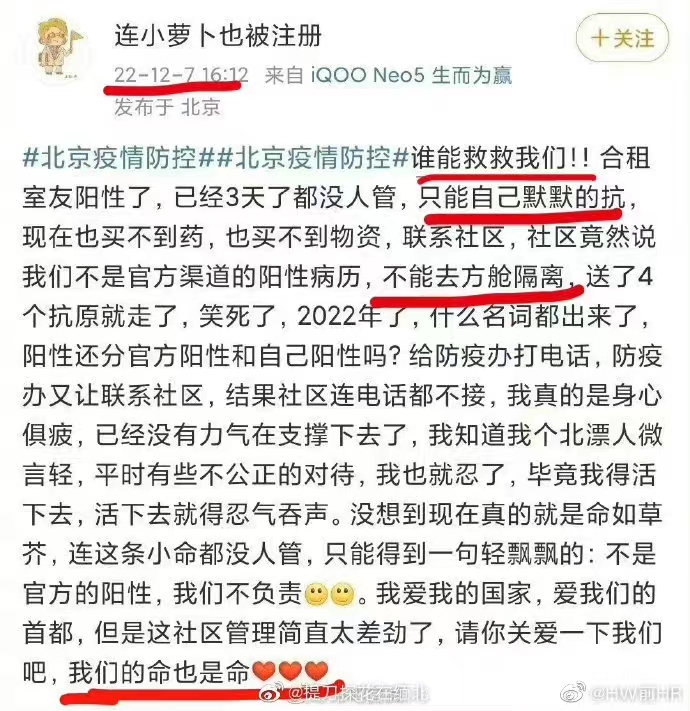 连小萝卜也被注册
十关注
22-12-7 16:12 来自 iQOO Neo5 生而为赢
发布于 北京
#北京疫情防控##北京疫情防控#谁能救救我们!! 合租
室友阳性了，已经3天了都没人管，只能自己默默的抗，
现在也买不到药，也买不到物资，联系社区，社区竟然说
我们不是官方渠道的阳性病历，不能去方舱隔离，送了4
个抗原就走了，笑死了，2022年了，什么名词都出来了，
阳性还分官方阳性和自己阳性吗? 给防疫办打电话，防疫
办又让联系社区，结果社区连电话都不接，我真的是身心
俱疲，已经没有力气在支撑下去了，我知道我个北漂人微
言轻，平时有些不公正的对待，我也就忍了，毕竟我得活
下去，活下去就得忍气吞声。没想到现在真的就是命如草
芥，连这条小命都没人管，只能得到一句轻飘飘的: 不是
官方的阳性，我们不负责🙂🙂。我爱我的国家，爱我们的
首都，但是这社区管理简直太差劲了，请你关爱一下我们
吧，我们的命也是命❤❤❤
@HW前HR